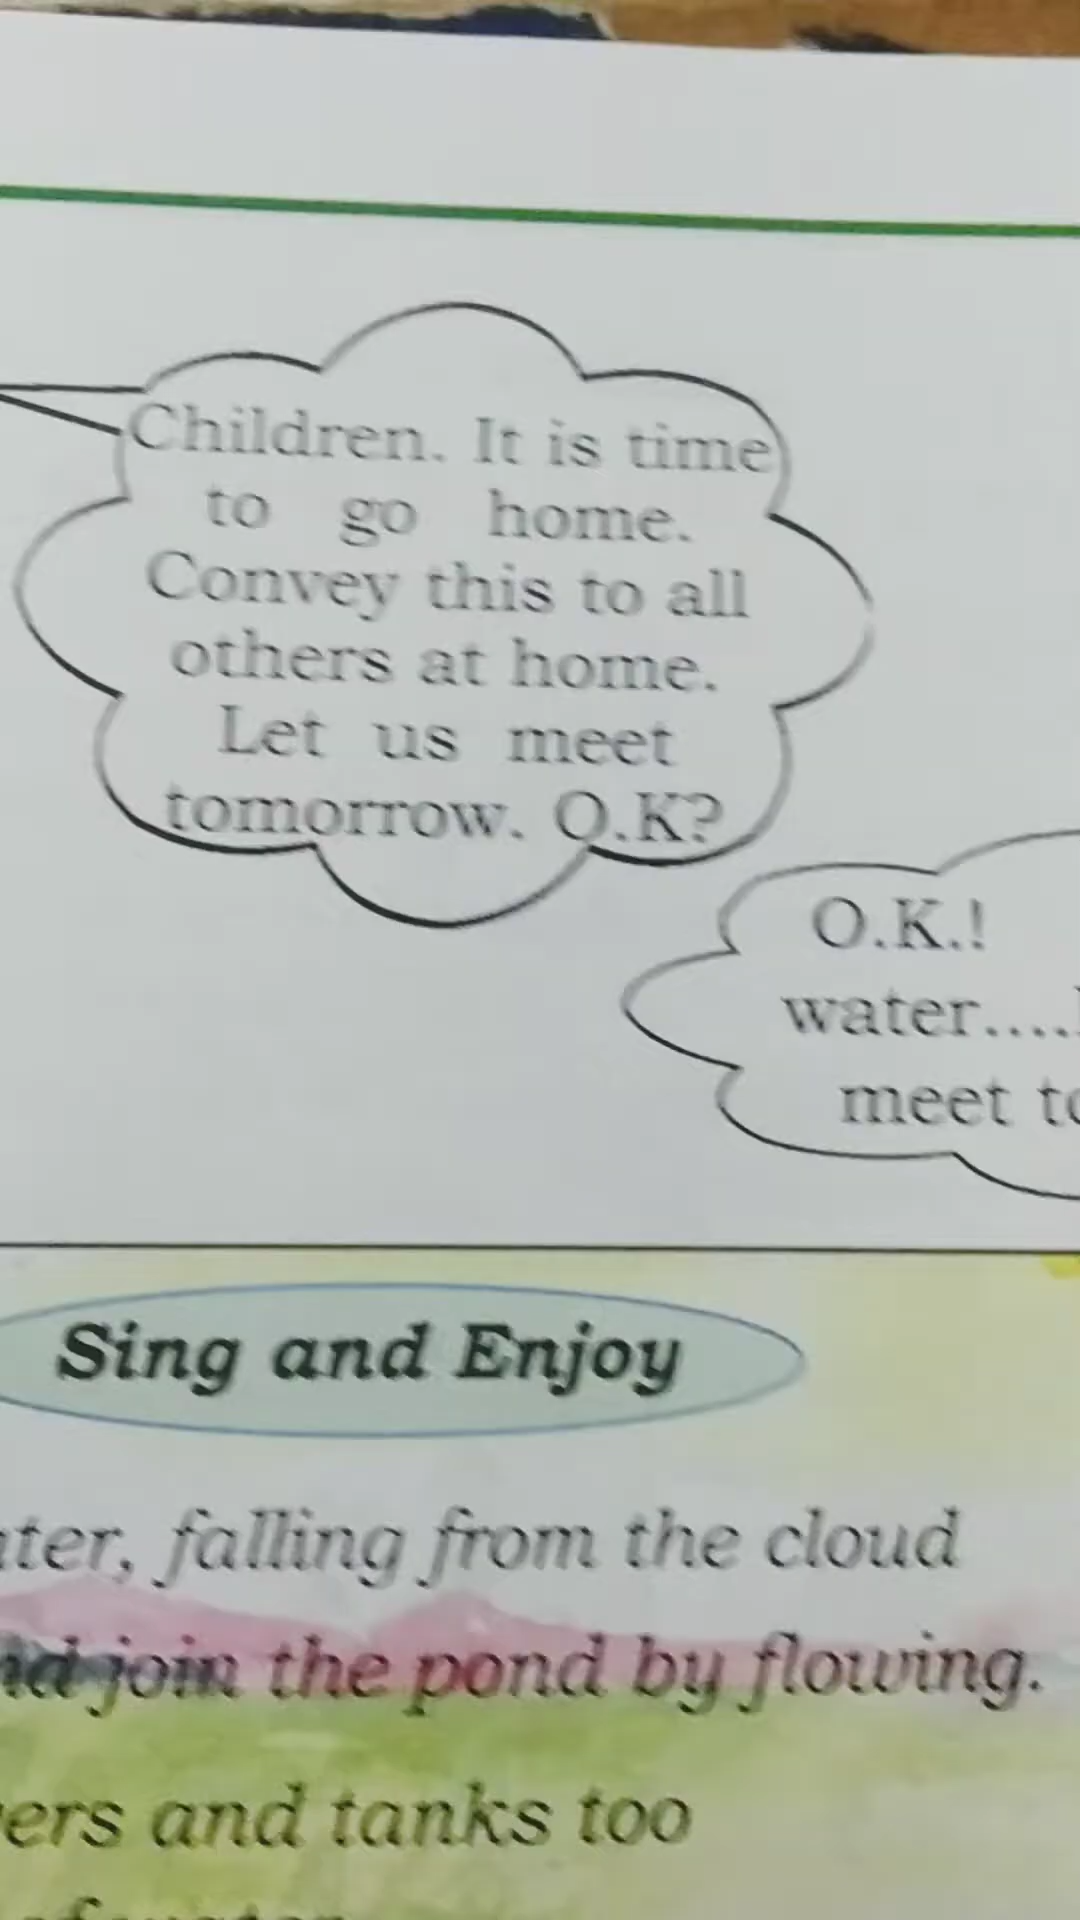 Children. It is time
to go home.
Convey this to all
others at home.
Let us meet
tomorrow. O.K?
O.K.!
water....
meet
Sing and Enjoy
falling from the cloud
join the pond by flowing.
and tanks too